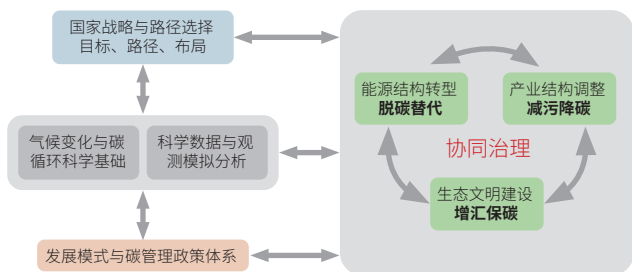 国家战略与路径选择
目标、路径、布局
气候变化与碳
循环科学基础
科学数据与观
测模拟分析
发展模式与碳管理政策体系
能源结构转型
脱碳替代
产业结构调整
减污降碳
协同治理
生态文明建设
增汇保碳